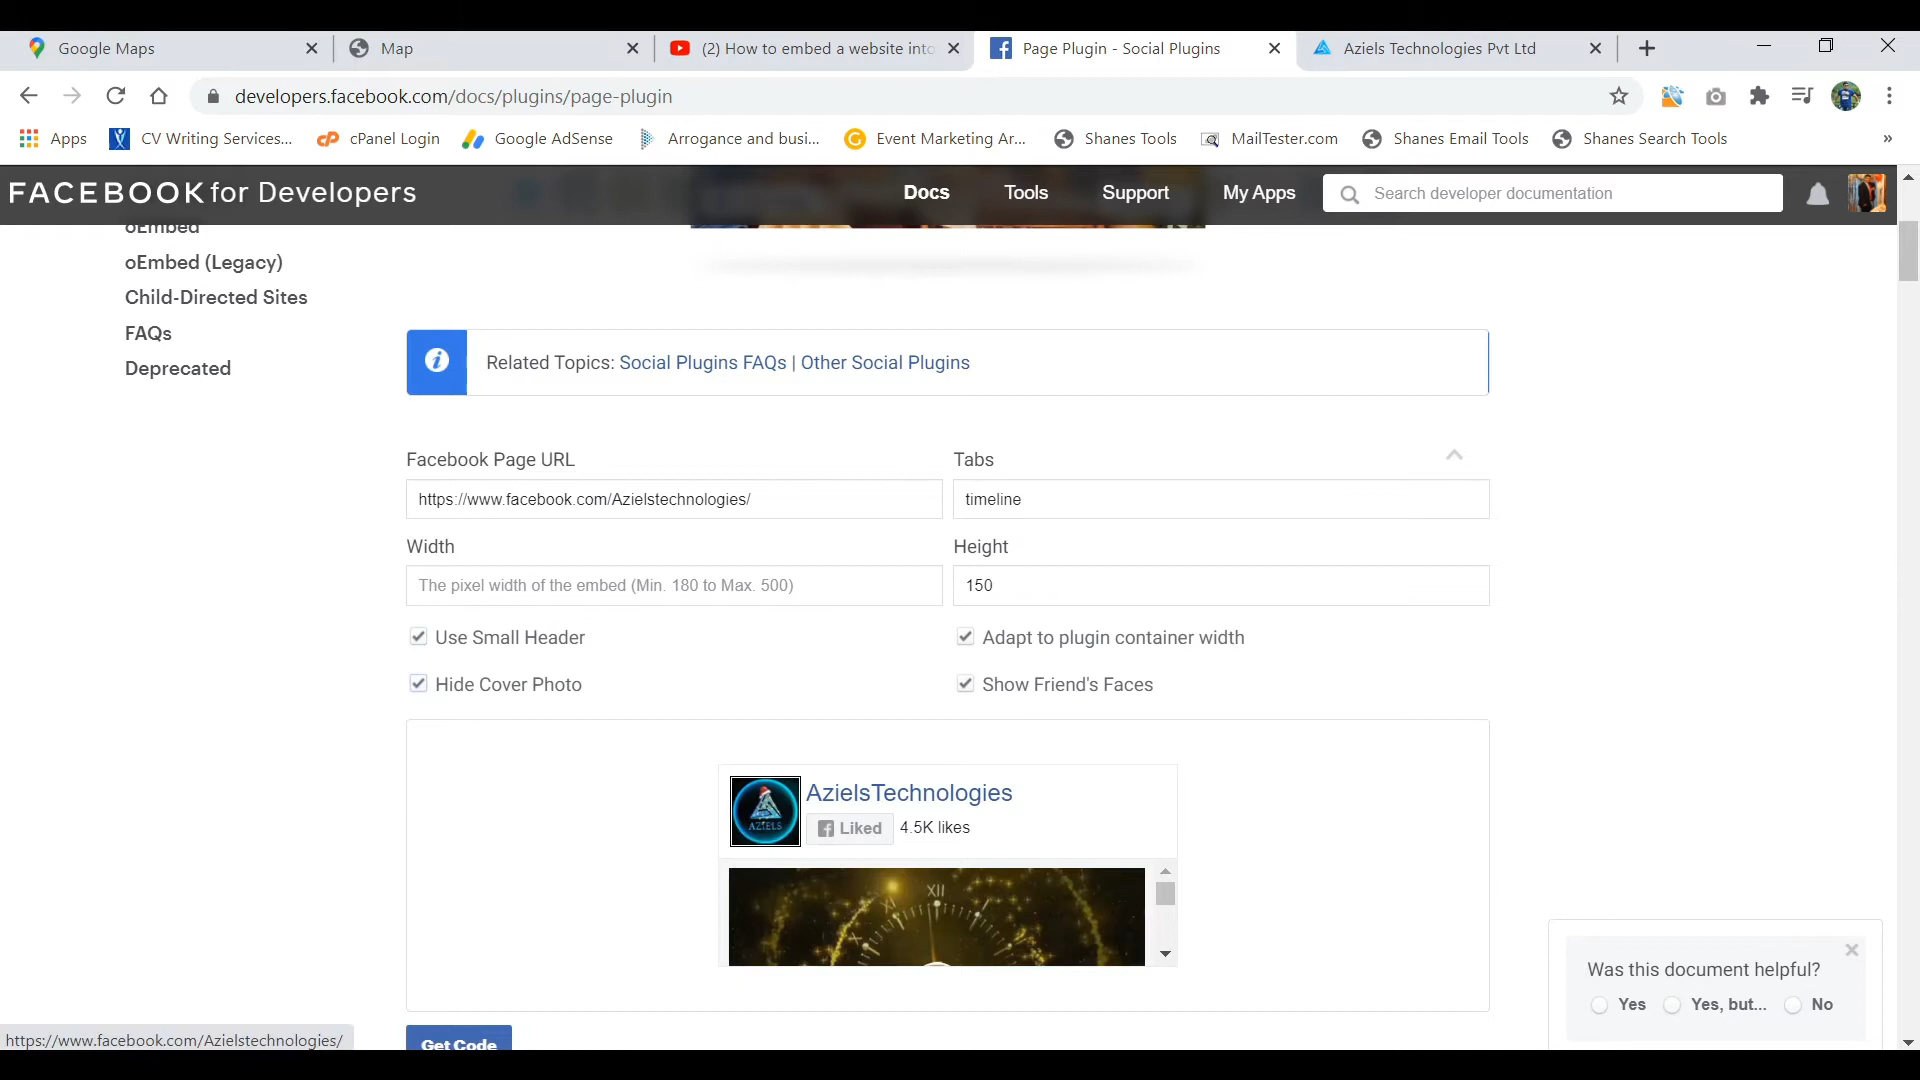 Google Maps
Map
(2) How to embed a website into
Page Plugin - Social Plugins
Aziels Technologies Pvt Ltd
developers.facebook.com/docs/plugins/page-plugin
Apps
CV Writing Services...
cPanel Login
Google AdSense
Arrogance and busi...
Event Marketing Ar...
Shanes Tools
MailTester.com
Shanes Email Tools
Shanes Search Tools
»
FACEBOOK for Developers
Docs
Tools
Support
My Apps
Search developer documentation
oEmbed
oEmbed (Legacy)
Child-Directed Sites
FAQs
Deprecated
Related Topics: Social Plugins FAQs | Other Social Plugins
Facebook Page URL
Tabs
https://www.facebook.com/Azielstechnologies/
timeline
Width
Height
The pixel width of the embed (Min. 180 to Max. 500)
150
Use Small Header
Adapt to plugin container width
Hide Cover Photo
Show Friend's Faces
AZIELS
AzielsTechnologies
Liked
4.5K likes
XII
XI
I
X
Get Code
Was this document helpful?
Yes
Yes, but...
No
https://www.facebook.com/Azielstechnologies/